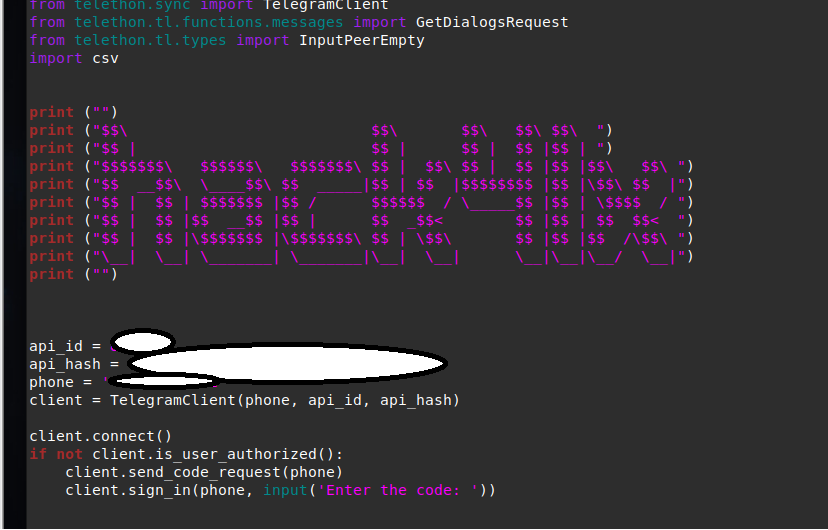 from telethon.sync import TelegramClient
from telethon.tl.functions.messages import GetDialogsRequest
from telethon.tl.types import InputPeerEmpty
import csv
print ("")
print ("$$\                           $$\       $$\   $$\ $$\  ")
print ("$$ |                          $$ |      $$ |  $$ |$$ | ")
print ("$$$$$$$\   $$$$$$\   $$$$$$$\ $$ |  $$\ $$ |  $$ |$$ |$$\   $$\ ")
print ("$$  __$$\  \____$$\ $$  _____|$$ | $$  |$$$$$$$$ |$$ |\$$\ $$  |")
print ("$$ |  $$ | $$$$$$$ |$$ /      $$$$$$  / \_____$$ |$$ | \$$$$  / ")
print ("$$ |  $$ |$$  __$$ |$$ |      $$  _$$<        $$ |$$ | $$  $$<  ")
print ("$$ |  $$ |\$$$$$$$ |\$$$$$$$\ $$ | \$$\       $$ |$$ |$$  /\$$\ ")
print ("\__|  \__| \_______| \_______|\__|  \__|      \__|\__|\__/  \__|")
print ("")
api_id =
api_hash =
phone = '
client = TelegramClient(phone, api_id, api_hash)
client.connect()
if not client.is_user_authorized():
    client.send_code_request(phone)
    client.sign_in(phone, input('Enter the code: '))